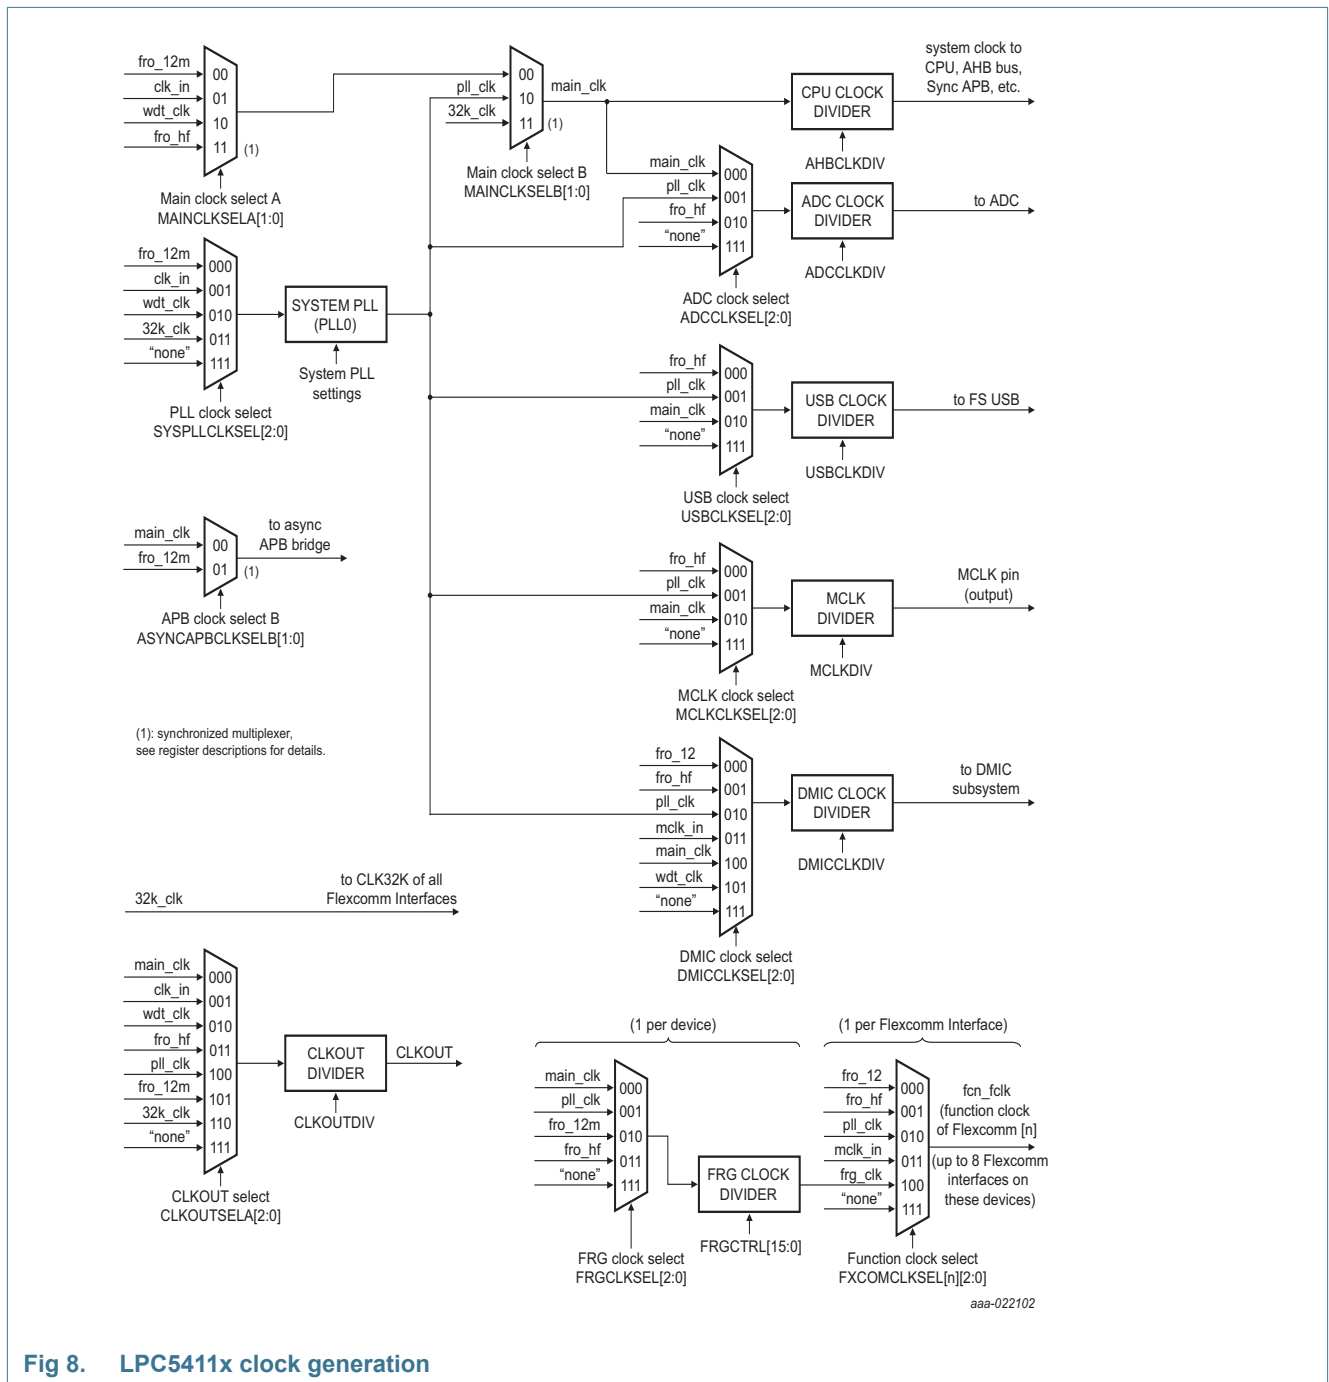 fro_12m
clk_in
wdt_clk
fro_hf
00
01
10
11
(1)
Main clock select A
MAINCLKSELA[1:0]
pll_clk
32k_clk
00
10
11
(1)
main_clk
Main clock select B
MAINCLKSELB[1:0]
CPU CLOCK
DIVIDER
AHBCLKDIV
system clock to
CPU, AHB bus,
Sync APB, etc.
main_clk
pll_clk
fro_hf
“none”
000
001
010
111
ADC clock select
ADCCLKSEL[2:0]
ADC CLOCK
DIVIDER
ADCCLKDIV
to ADC
fro_12m
clk_in
wdt_clk
32k_clk
“none”
000
001
010
011
111
PLL clock select
SYSPLLCLKSEL[2:0]
SYSTEM PLL
(PLL0)
System PLL
settings
fro_hf
pll_clk
main_clk
“none”
000
001
010
111
USB clock select
USBCLKSEL[2:0]
USB CLOCK
DIVIDER
USBCLKDIV
to FS USB
main_clk
fro_12m
00
01
(1)
to async
APB bridge
APB clock select B
ASYNCAPBCLKSELB[1:0]
fro_hf
pll_clk
main_clk
“none”
000
001
010
111
MCLK clock select
MCLKCLKSEL[2:0]
MCLK
DIVIDER
MCLKDIV
MCLK pin
(output)
(1): synchronized multiplexer,
see register descriptions for details.
fro_12
fro_hf
pll_clk
mclk_in
main_clk
wdt_clk
“none”
000
001
010
011
100
101
111
DMIC clock select
DMICCLKSEL[2:0]
DMIC CLOCK
DIVIDER
DMICCLKDIV
to DMIC
subsystem
32k_clk
to CLK32K of all
Flexcomm Interfaces
main_clk
clk_in
wdt_clk
fro_hf
pll_clk
fro_12m
32k_clk
“none”
000
001
010
011
100
101
110
111
CLKOUT select
CLKOUTSELA[2:0]
CLKOUT
DIVIDER
CLKOUTDIV
CLKOUT
(1 per device)
main_clk
pll_clk
fro_12m
fro_hf
“none”
000
001
010
011
111
FRG clock select
FRGCLKSEL[2:0]
FRG CLOCK
DIVIDER
FRGCTRL[15:0]
(1 per Flexcomm Interface)
fro_12
fro_hf
pll_clk
mclk_in
frg_clk
“none”
000
001
010
011
100
111
Function clock select
FXCOMCLKSEL[n][2:0]
fcn_fclk
(function clock
of Flexcomm [n]
(up to 8 Flexcomm
interfaces on
these devices)
aaa-022102
Fig 8. LPC5411x clock generation